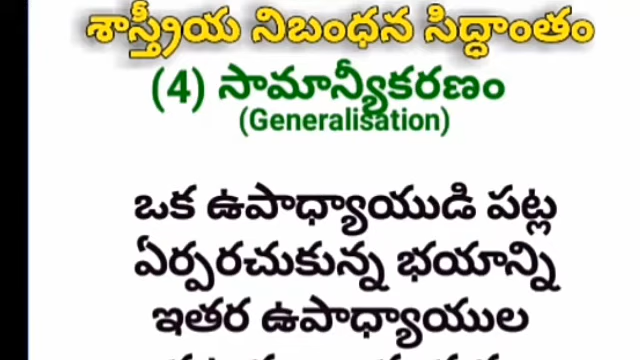 శాస్త్రీయ నిబంధన సిద్ధాంతం
(4) సామాన్యీకరణం
(Generalisation)
ఒక ఉపాధ్యాయుడి పట్ల
ఏర్పరచుకున్న భయాన్ని
ఇతర ఉపాధ్యాయుల